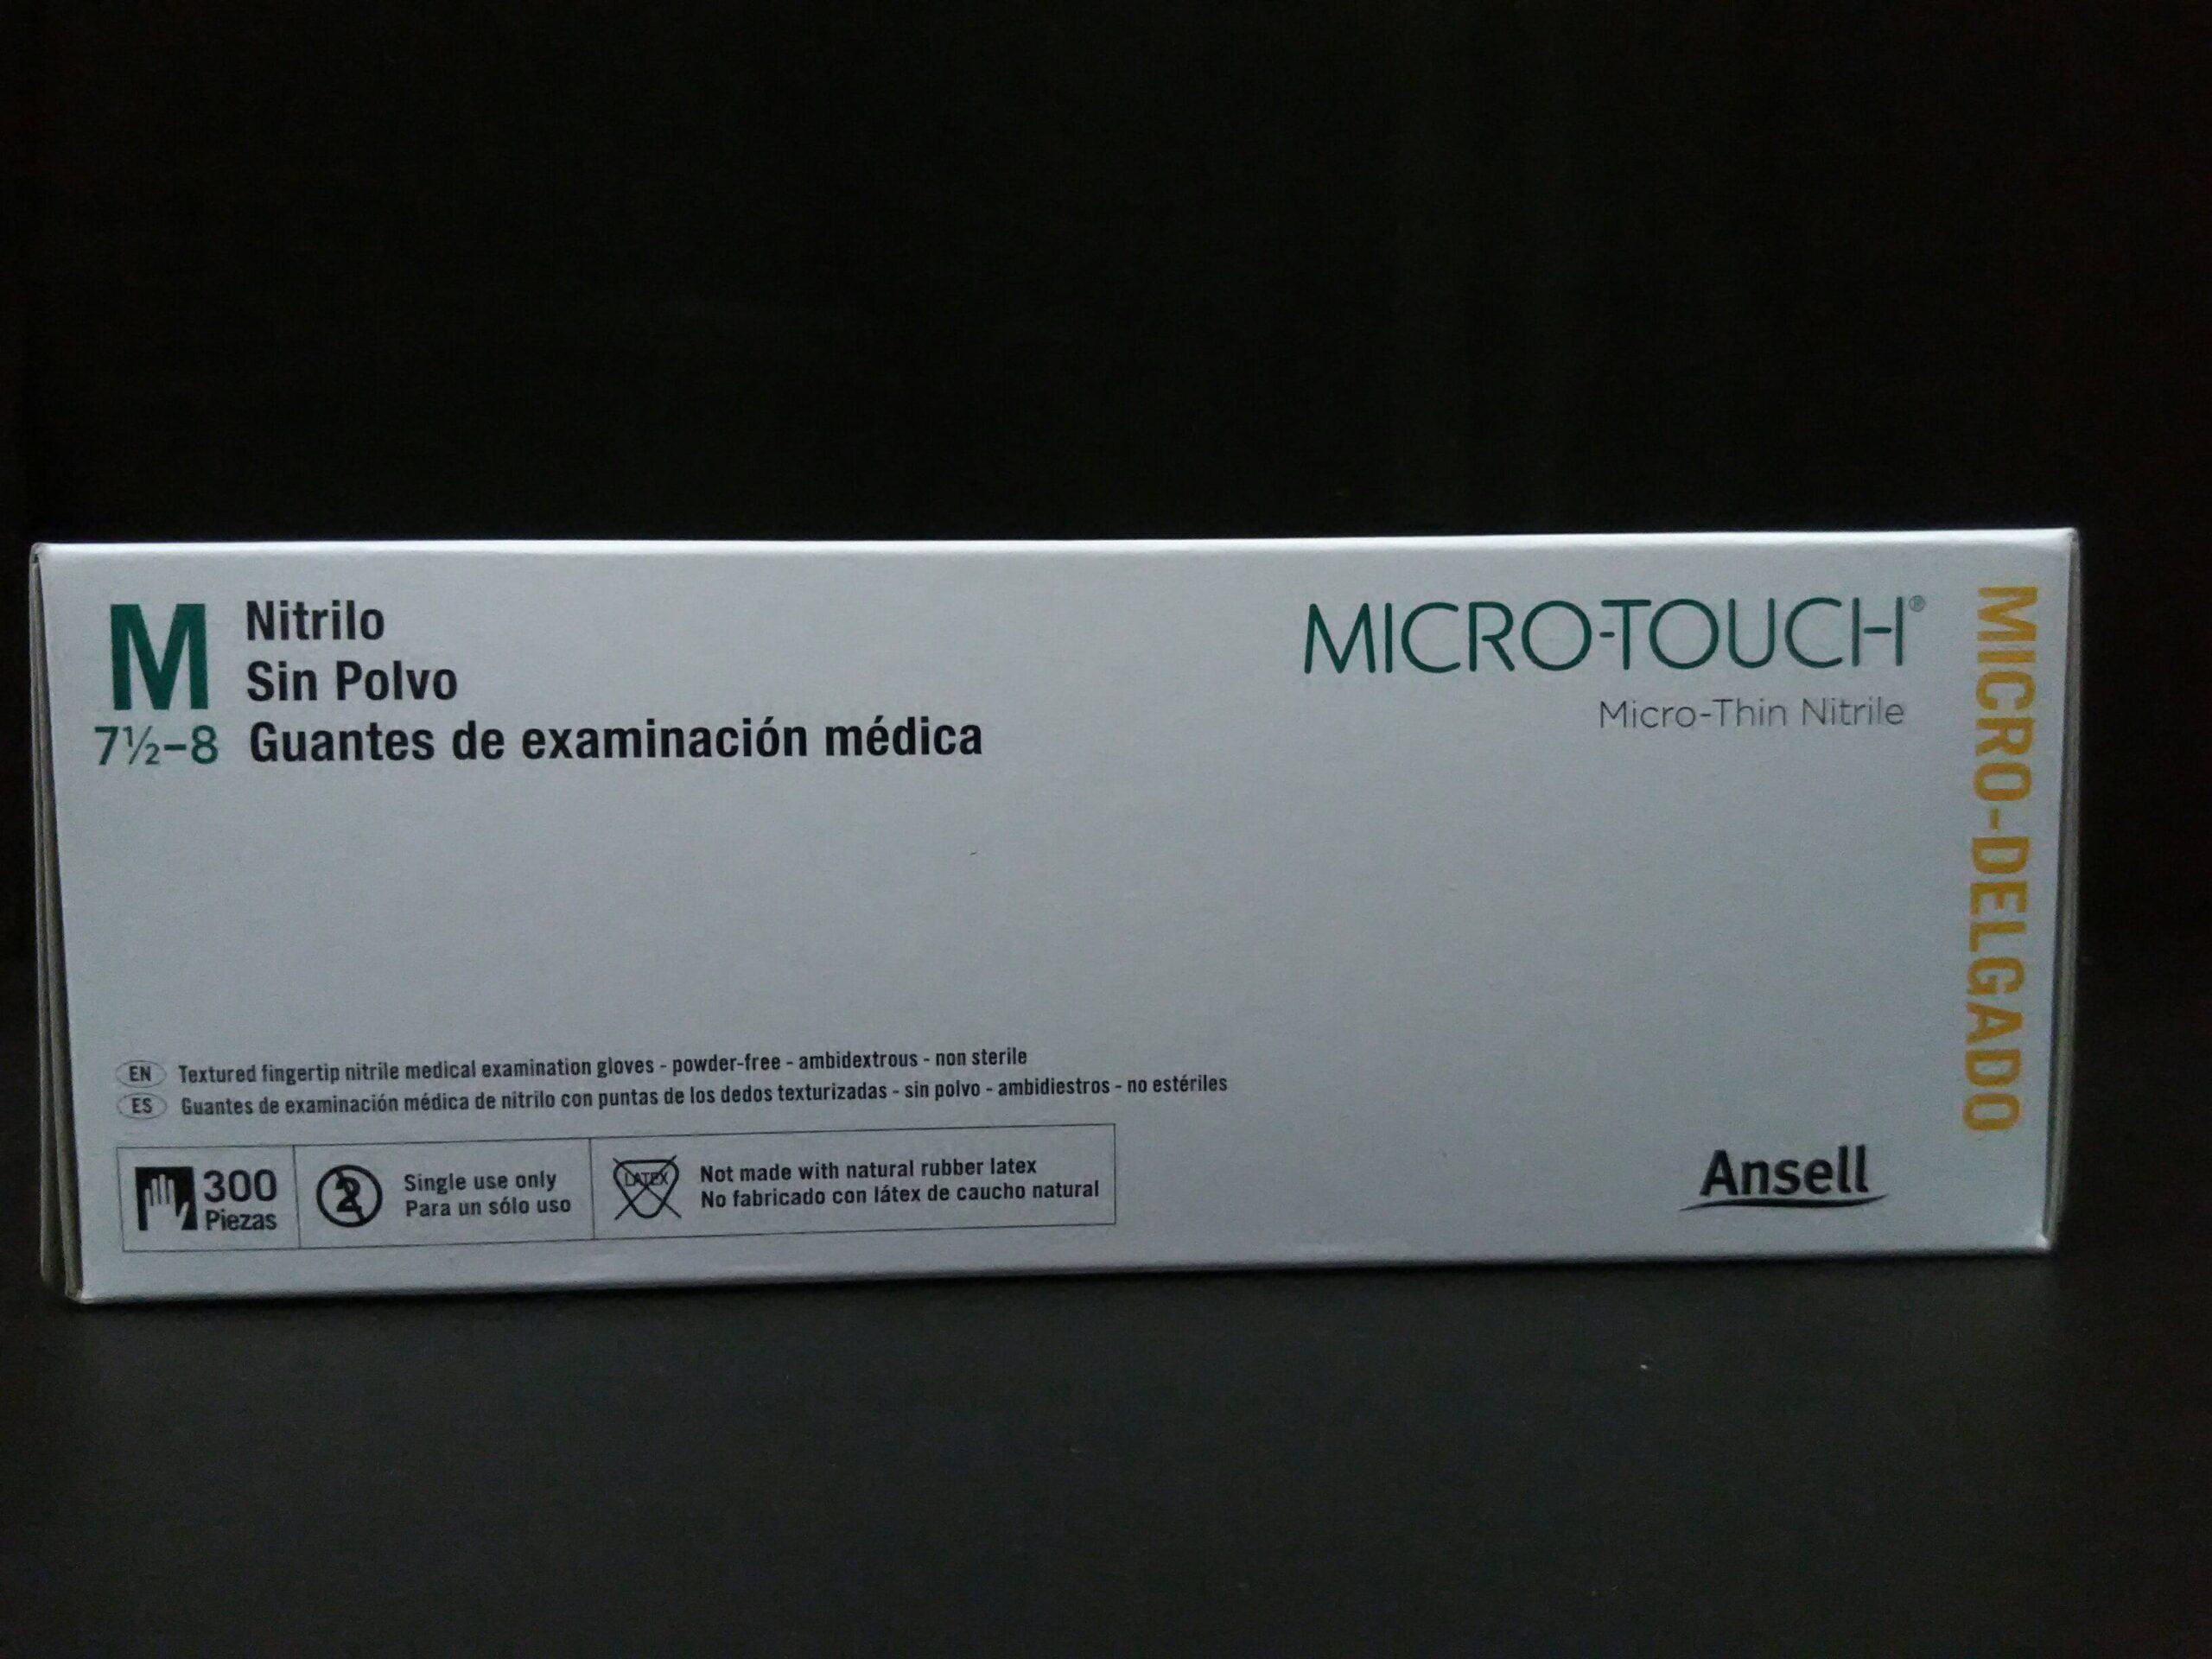 M
7½–8
Nitrilo
Sin Polvo
Guantes de examinación médica
MICRO-TOUCH®
Micro-Thin Nitrile
MICRO-DELGADO
EN Textured fingertip nitrile medical examination gloves - powder-free - ambidextrous - non sterile
ES Guantes de examinación médica de nitrilo con puntas de los dedos texturizadas - sin polvo - ambidiestros - no estériles
300
Piezas
2
Single use only
Para un sólo uso
LATEX
Not made with natural rubber latex
No fabricado con látex de caucho natural
Ansell